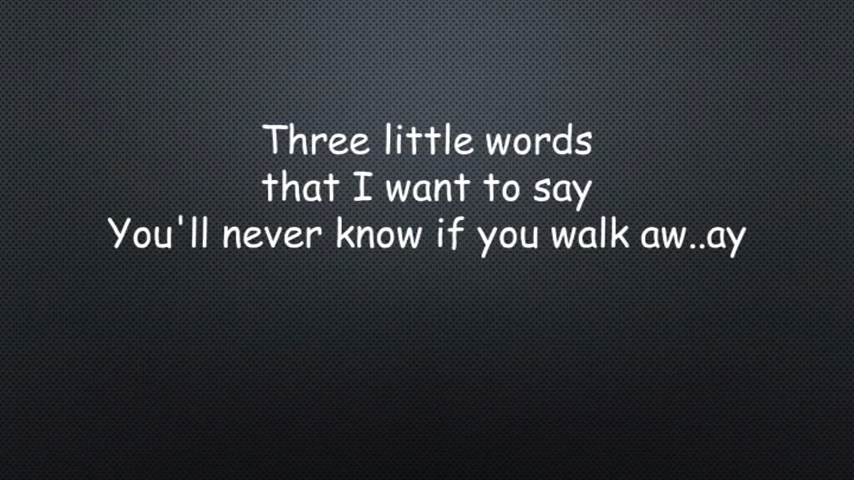 Three little words
that I want to say
You'll never know if you walk aw..ay